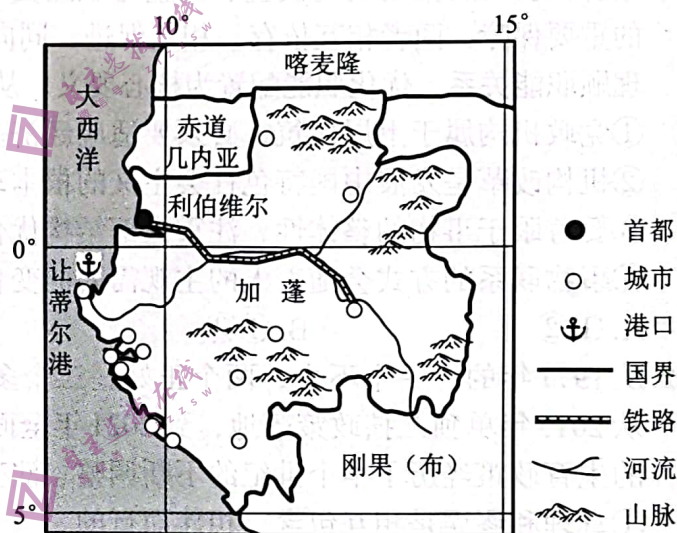 10°
15°
喀麦隆
大西洋
赤道
几内亚
利伯维尔
0°
让蒂尔港
加蓬
刚果（布）
5°
首都
城市
港口
国界
铁路
河流
山脉